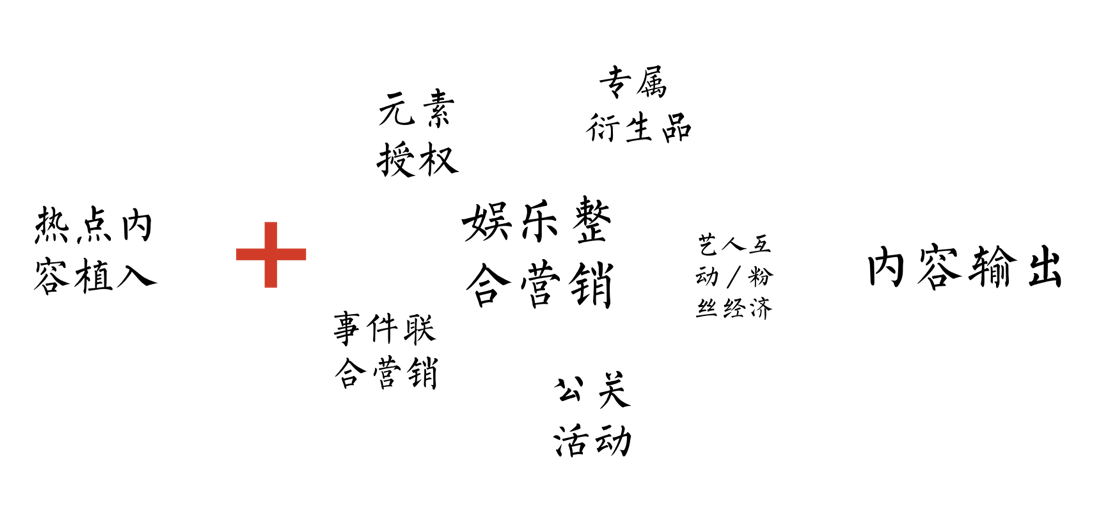 热点内
容植入
+
元素
授权
专属
衍生品
娱乐整
合营销
艺人互
动/粉
丝经济
事件联
合营销
公关
活动
内容输出